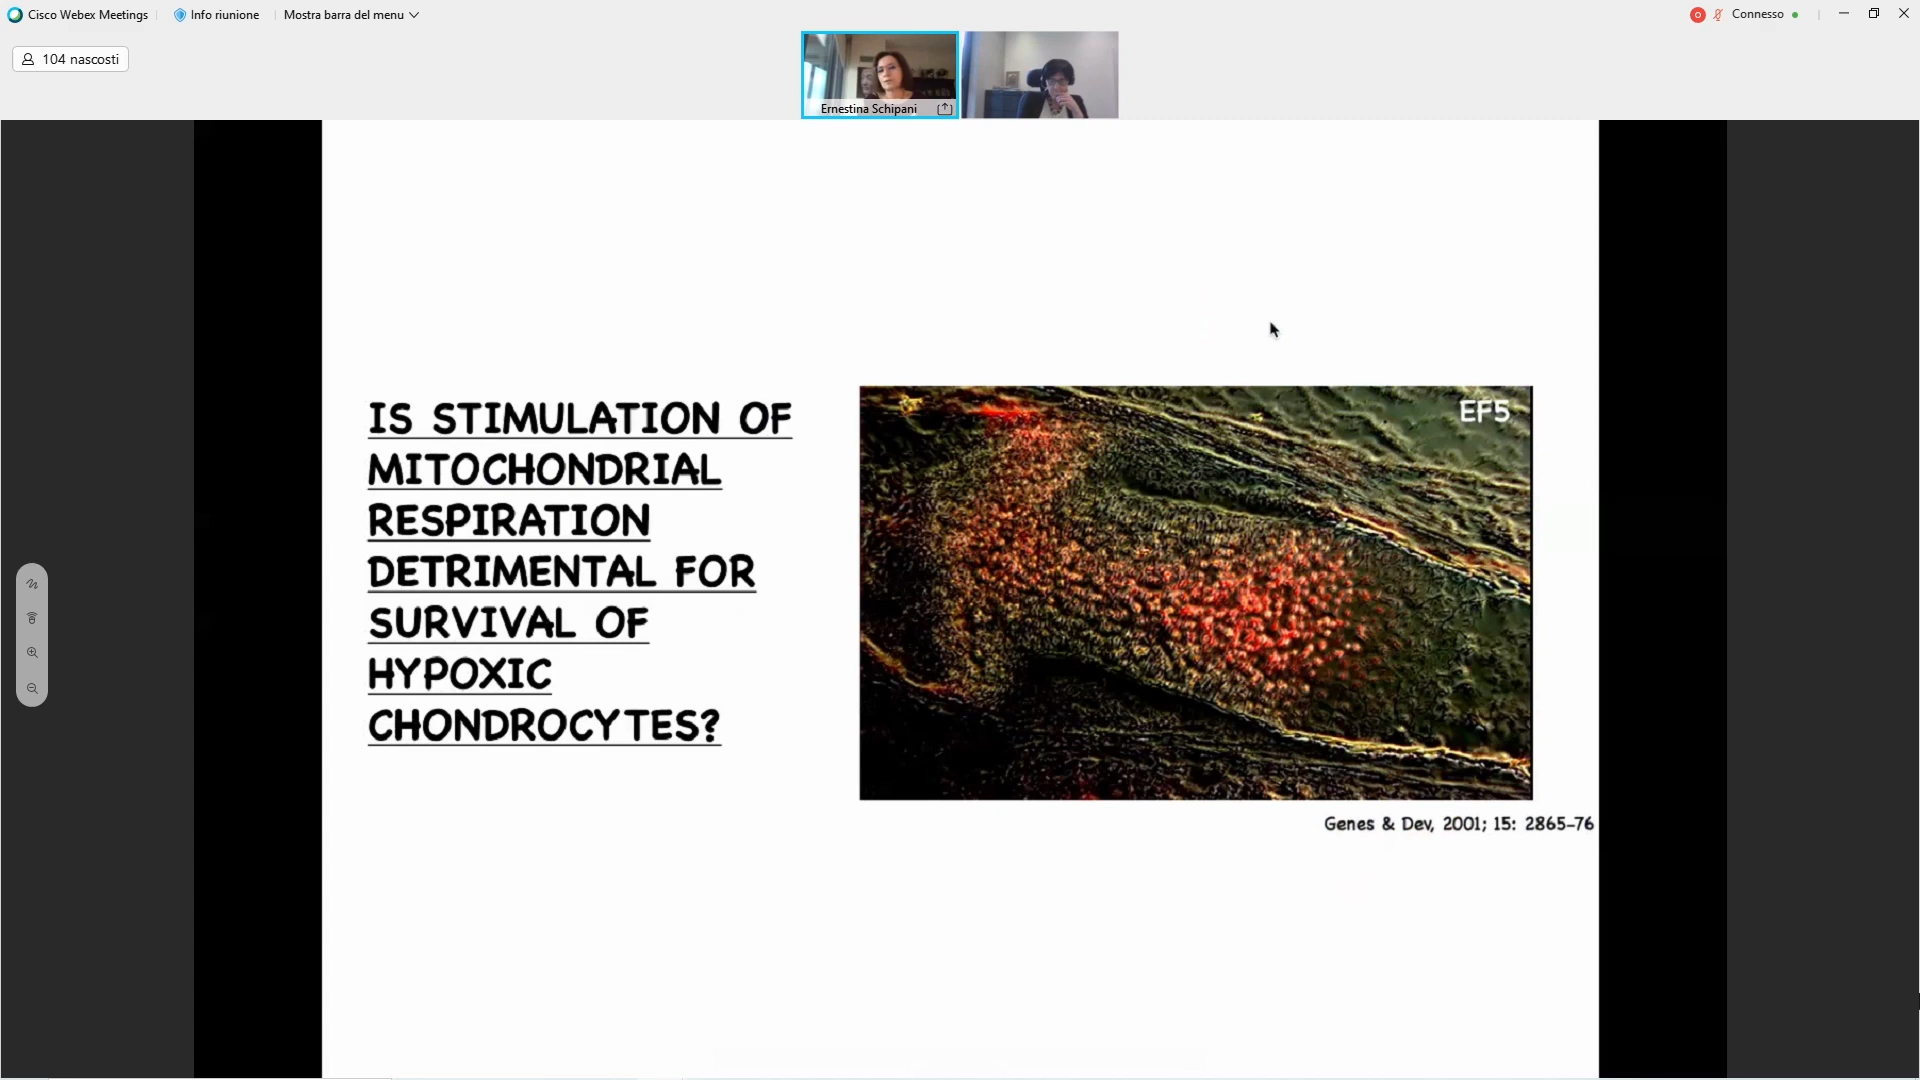 Cisco Webex Meetings
Info riunione
Mostra barra del menu
Connesso
104 nascosti
Ernestina Schipani
IS STIMULATION OF
MITOCHONDRIAL
RESPIRATION
DETRIMENTAL FOR
SURVIVAL OF
HYPOXIC
CHONDROCYTES?
EF5
Genes & Dev, 2001; 15: 2865-76